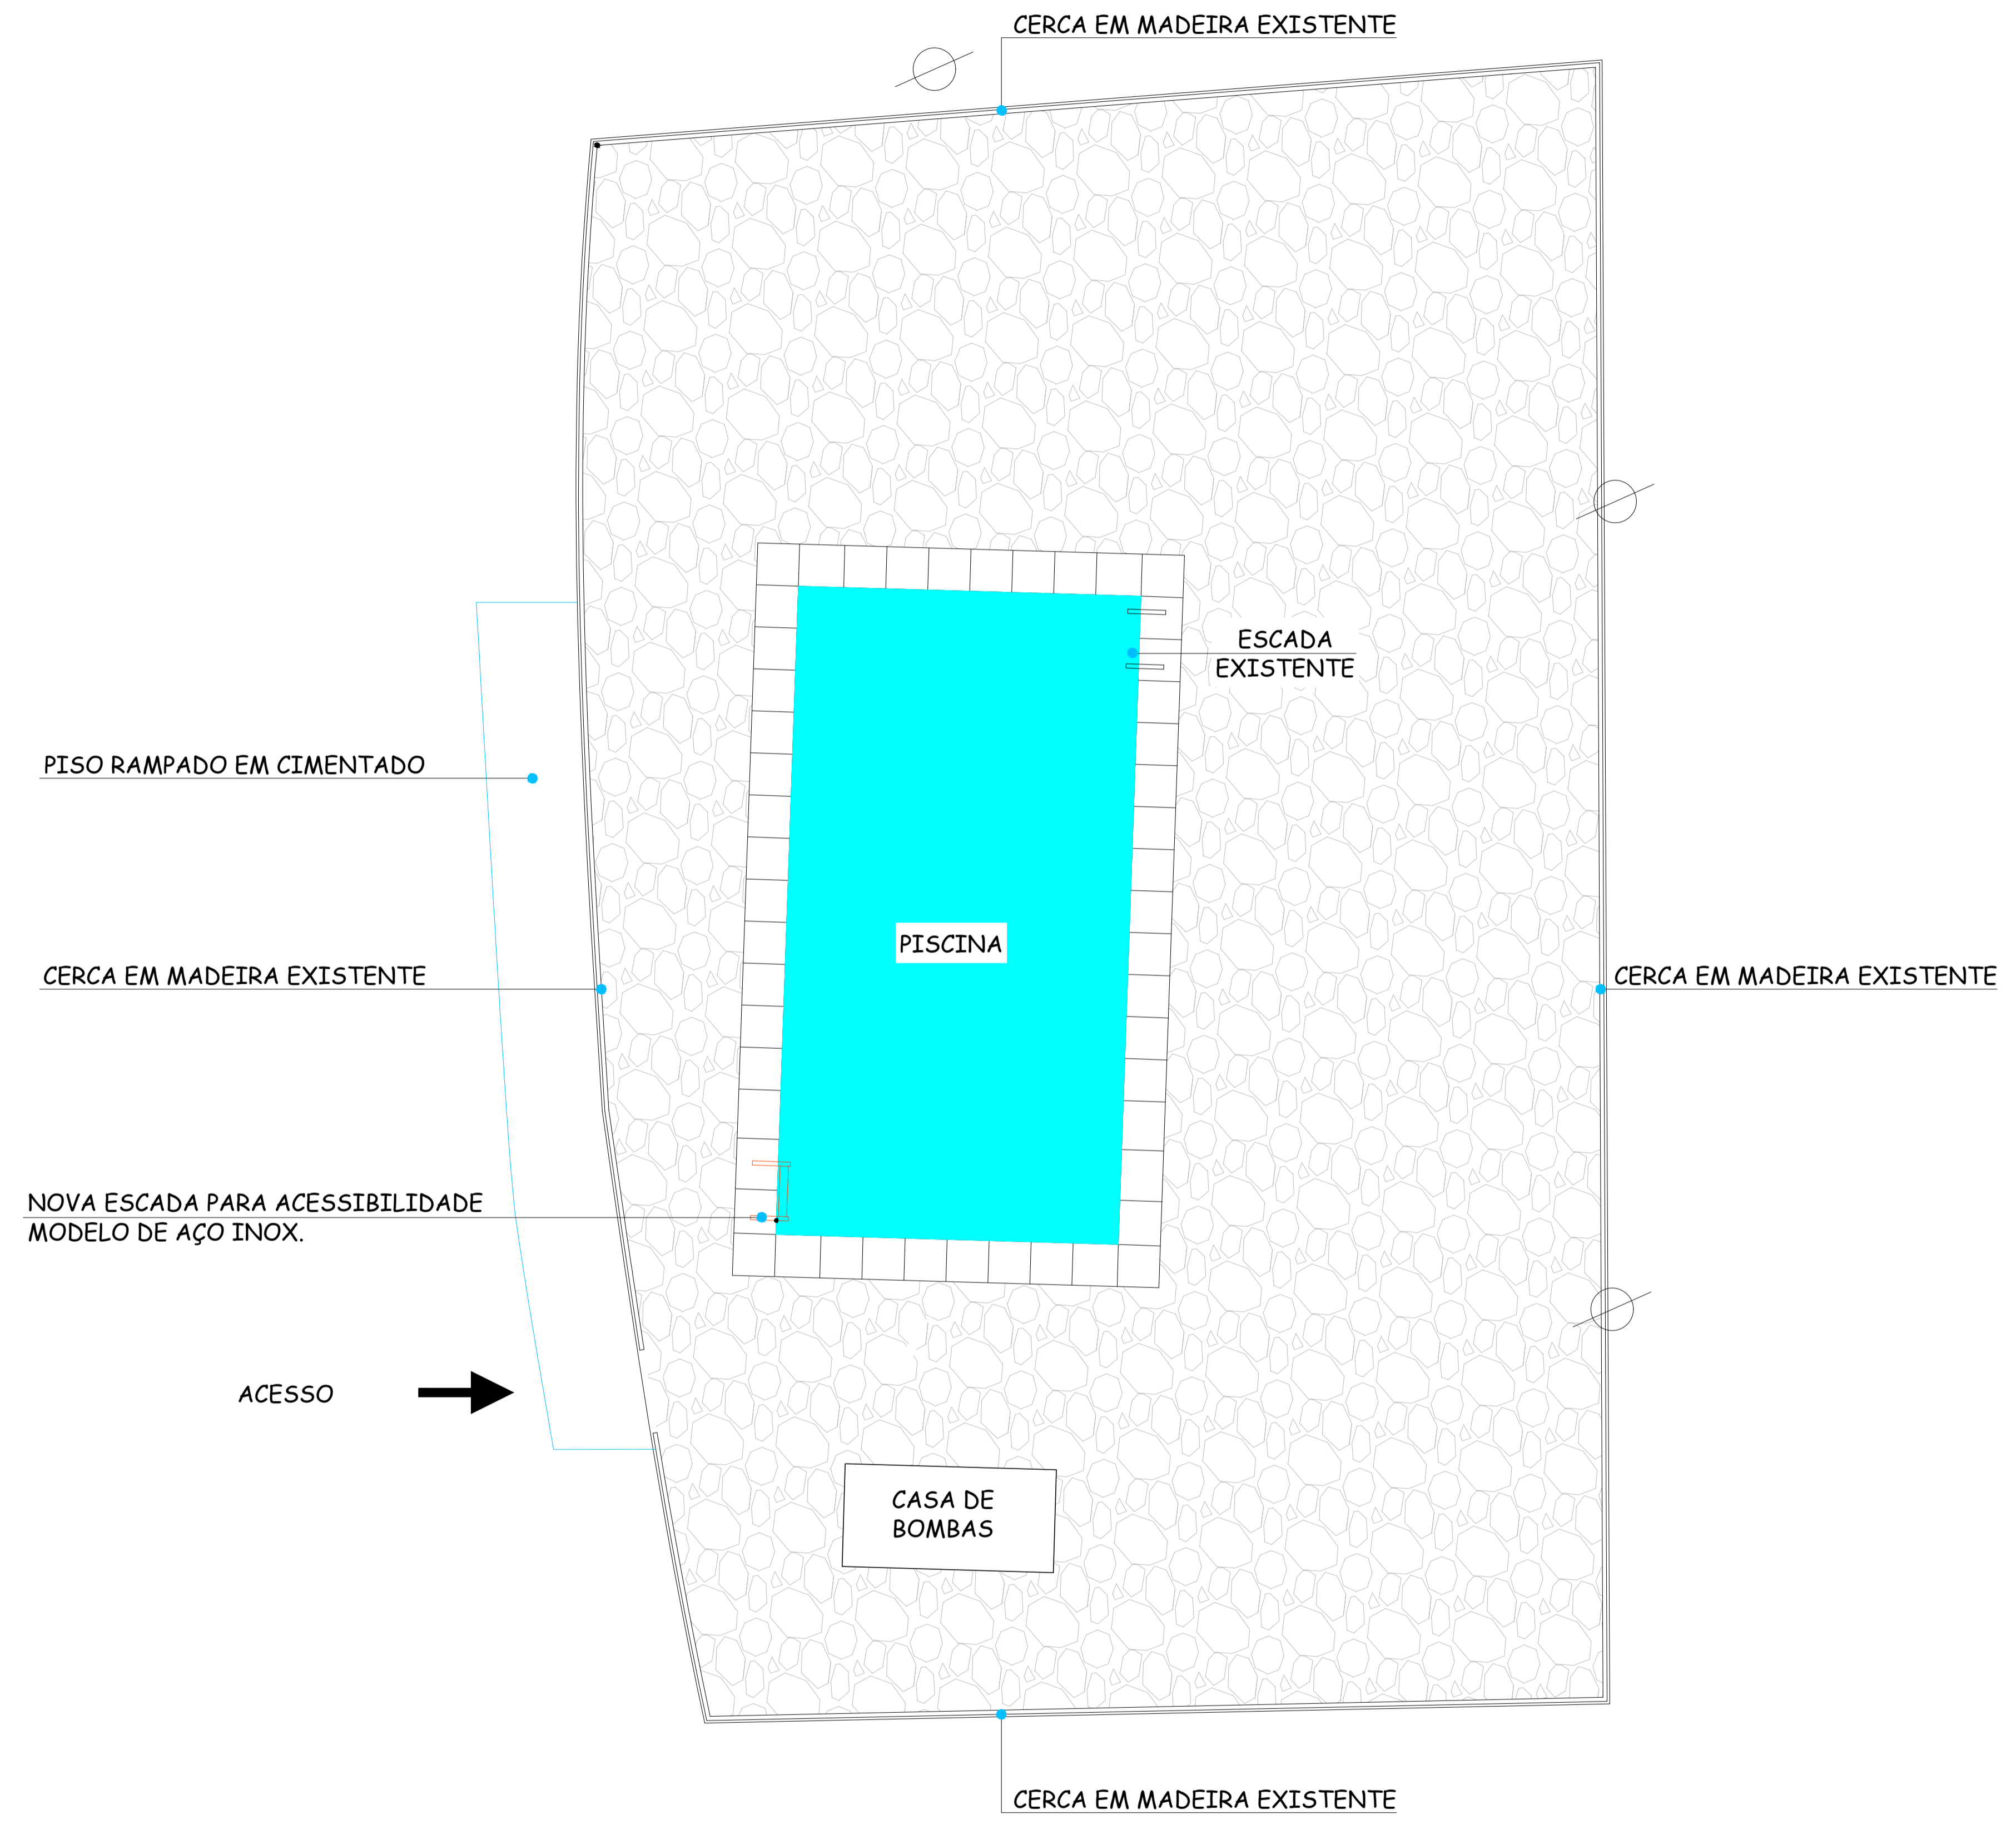 CERCA EM MADEIRA EXISTENTE
ESCADA
EXISTENTE
PISO RAMPADO EM CIMENTADO
PISCINA
CERCA EM MADEIRA EXISTENTE
CERCA EM MADEIRA EXISTENTE
NOVA ESCADA PARA ACESSIBILIDADE
MODELO DE AÇO INOX.
ACESSO
CASA DE
BOMBAS
CERCA EM MADEIRA EXISTENTE